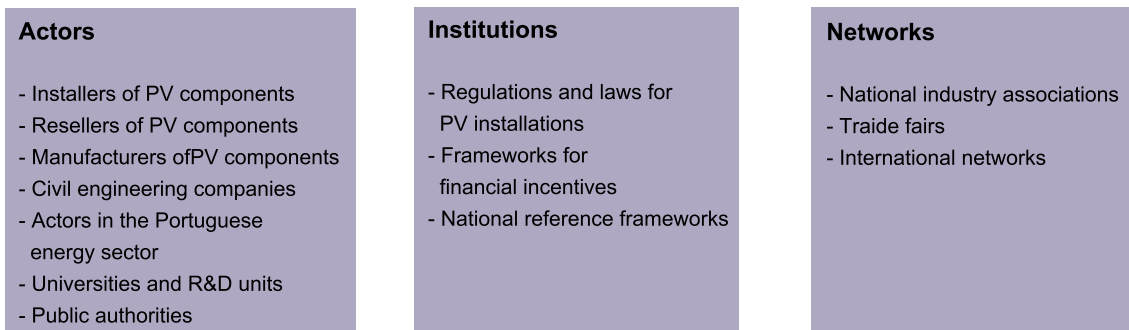 Actors
- Installers of PV components
- Resellers of PV components
- Manufacturers ofPV components
- Civil engineering companies
- Actors in the Portuguese
energy sector
- Universities and R&D units
- Public authorities
Institutions
- Regulations and laws for
PV installations
- Frameworks for
financial incentives
- National reference frameworks
Networks
- National industry associations
- Traide fairs
- International networks